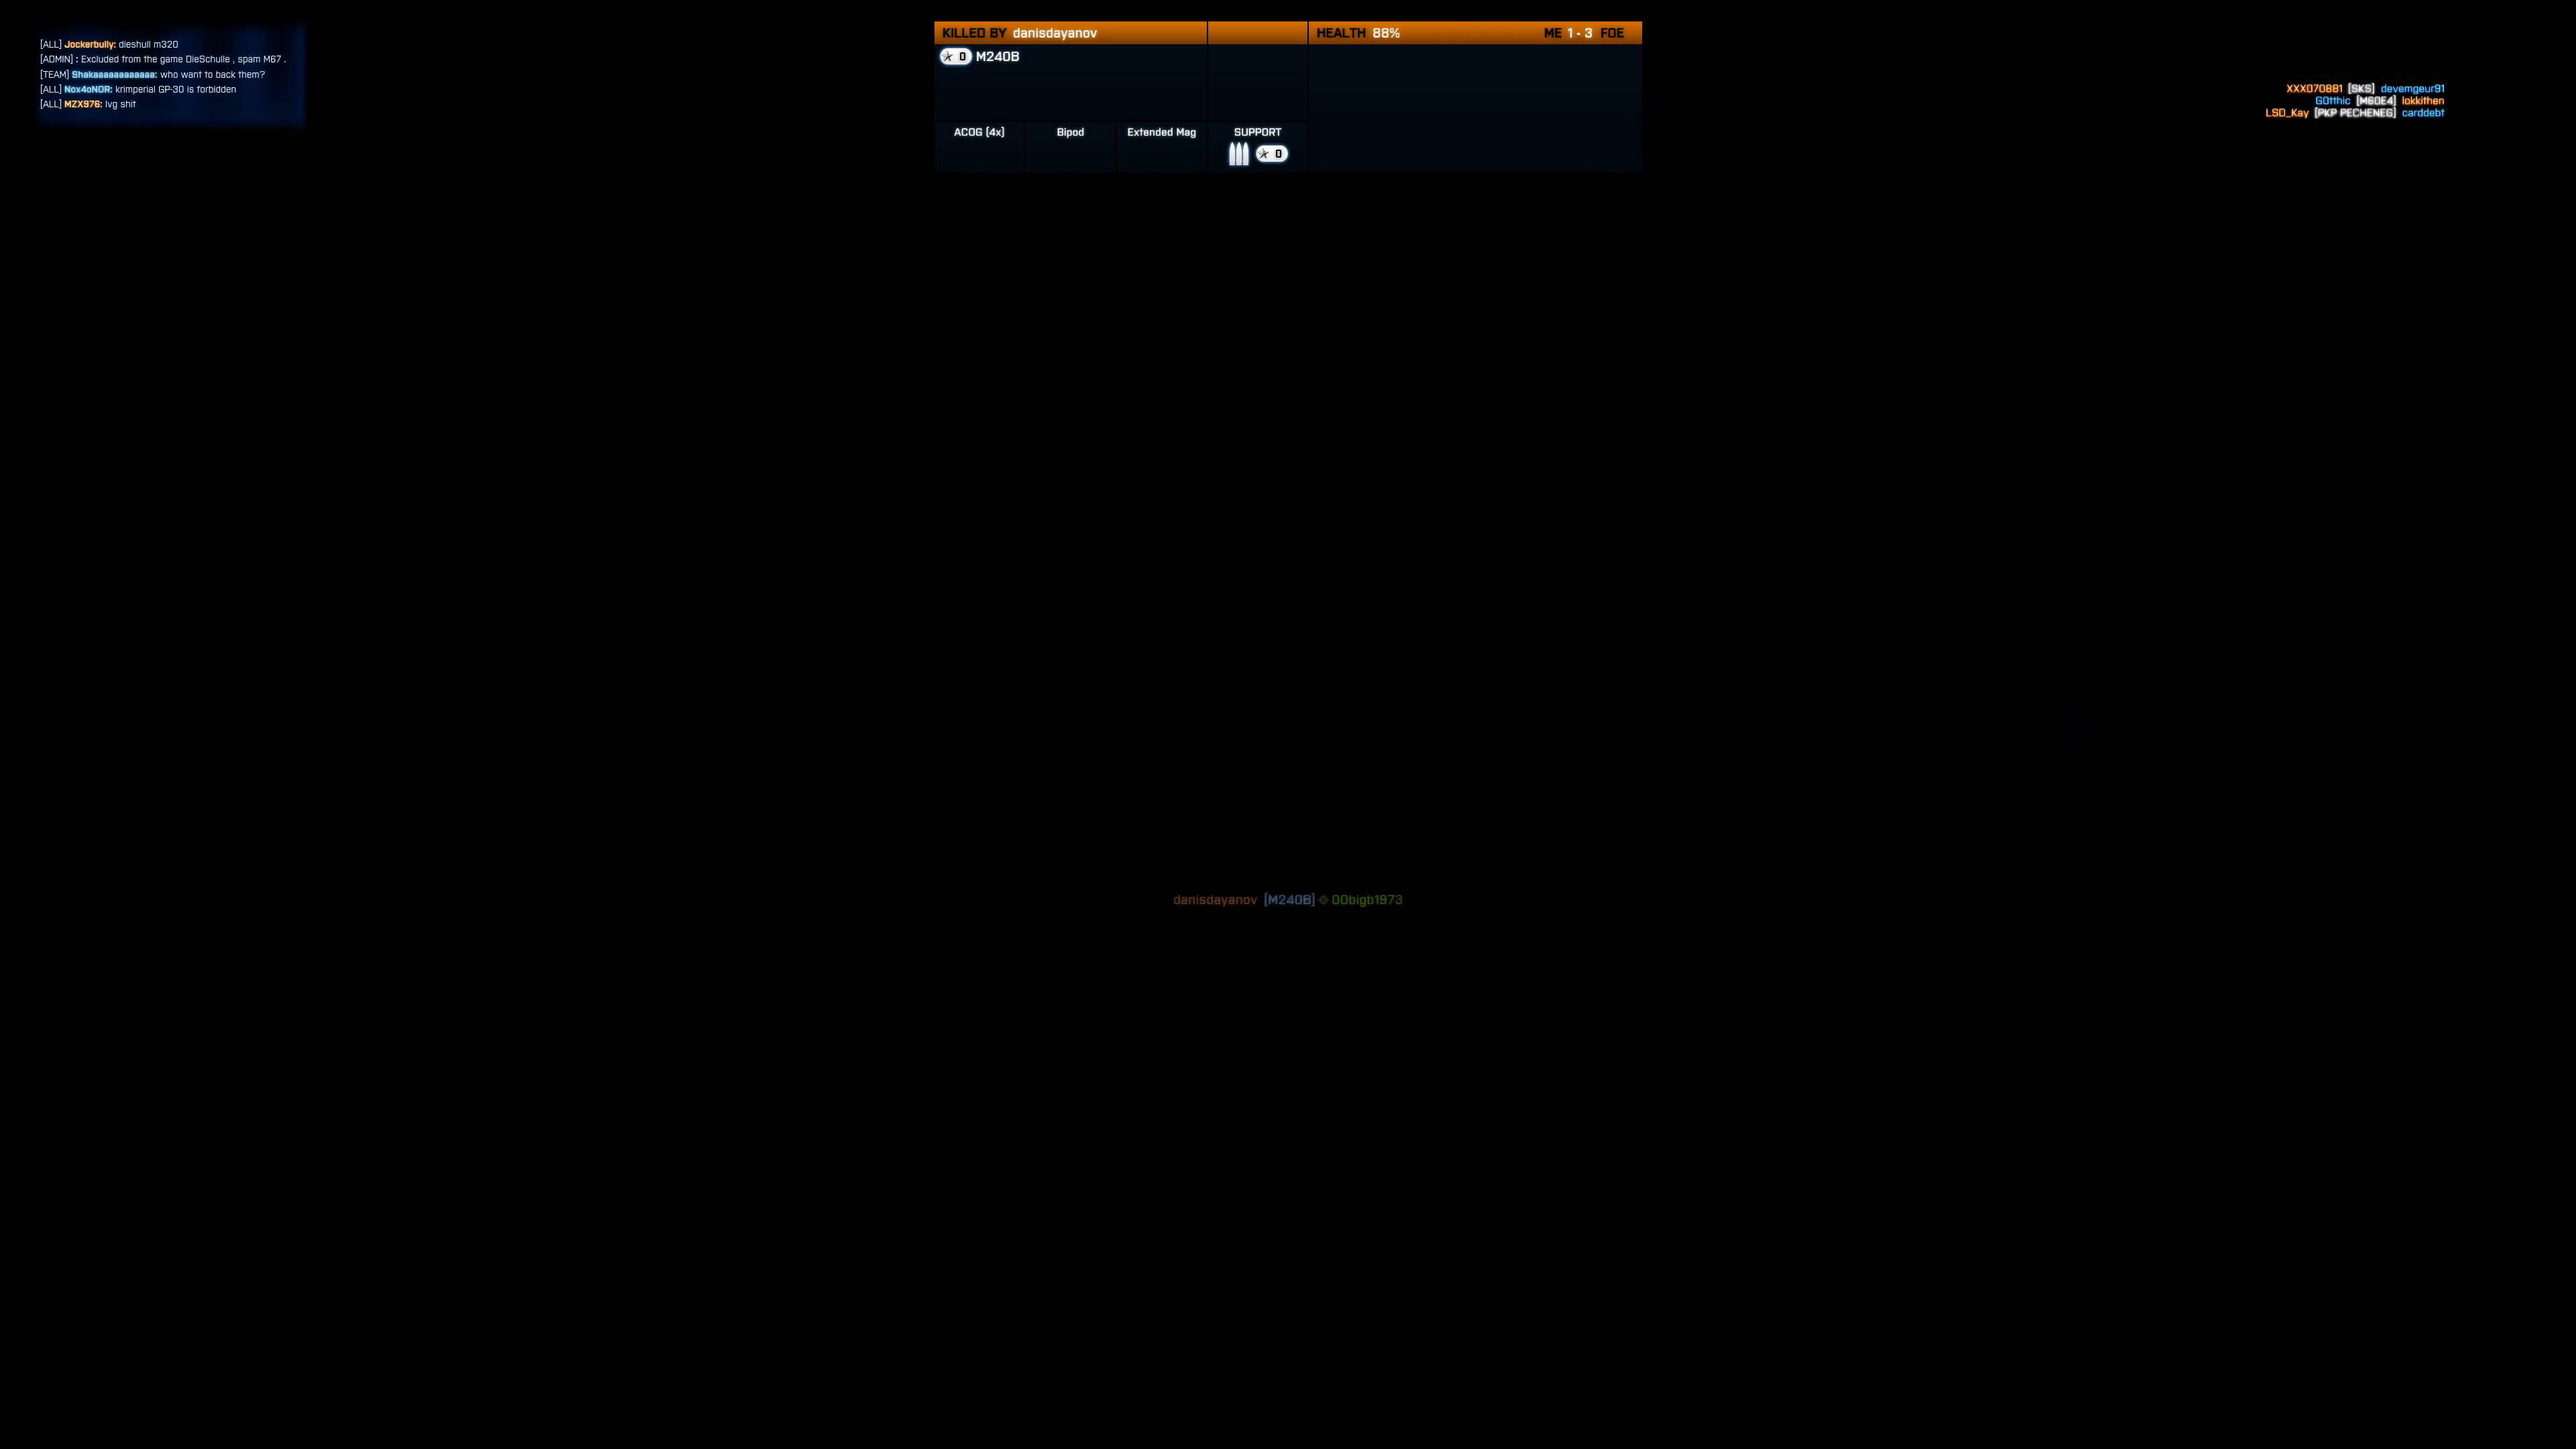 [ALL] Jockerbully: dieshull m320
[ADMIN] : Excluded from the game DieSchulle , spam M67 .
[TEAM] Shakaaaaaaaaaaaa: who want to back them?
[ALL] Nox4oNOR: krimperial GP-30 is forbidden
[ALL] MZX976: lvg shit
KILLED BY danisdayanov
HEALTH 88% ME 1 - 3 FOE
0 M240B
ACOG (4x) Bipod Extended Mag SUPPORT
0
XXX070881 [SKS] devemgeur91
G0tthic [M60E4] lokkithen
LSD_Kay [PKP PECHENEG] carddebt
danisdayanov [M240B] 00bigb1973